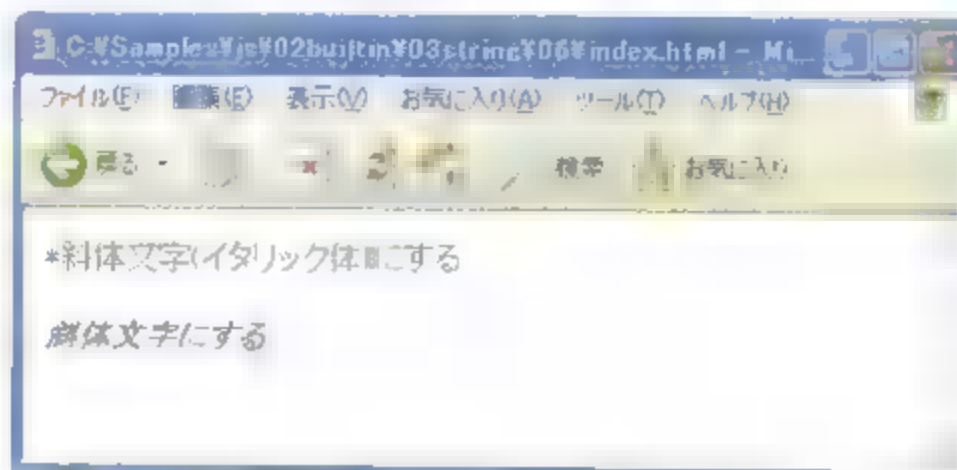 C:¥Samples¥js¥02builtin¥03string¥06¥index.html - Mi...
ファイル(F) 編集(E) 表示(V) お気に入り(A) ツール(T) ヘルプ(H)
戻る 検索 お気に入り
*斜体文字(イタリック体)にする
斜体文字にする